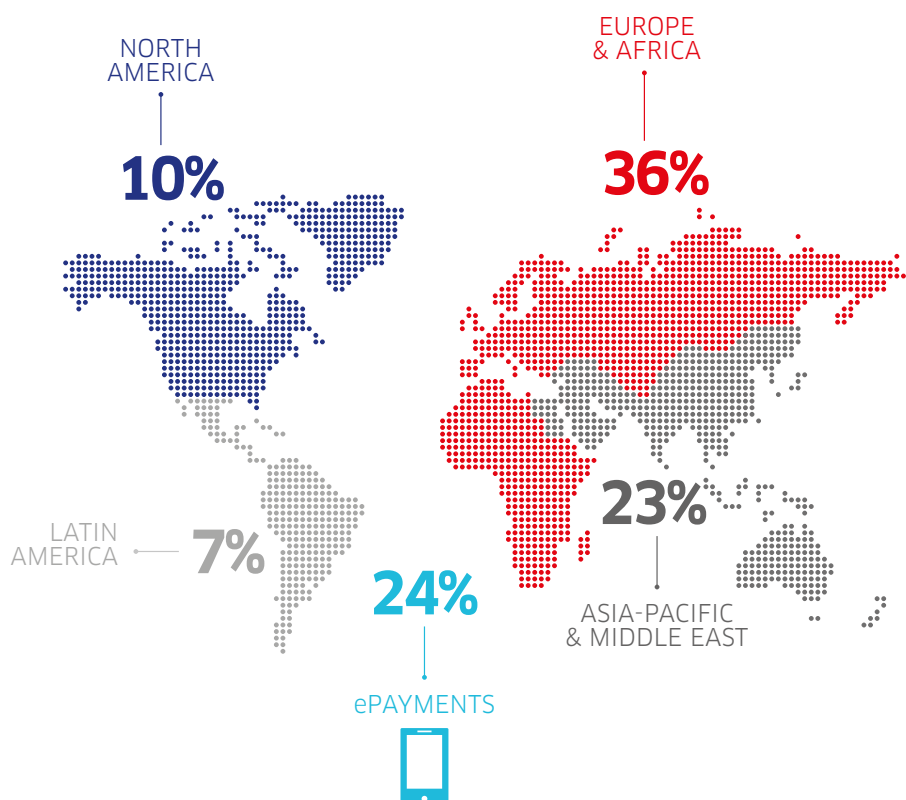 NORTH
AMERICA
10%
EUROPE
& AFRICA
36%
LATIN
AMERICA
7%
23%
ASIA-PACIFIC
& MIDDLE EAST
24%
ePAYMENTS